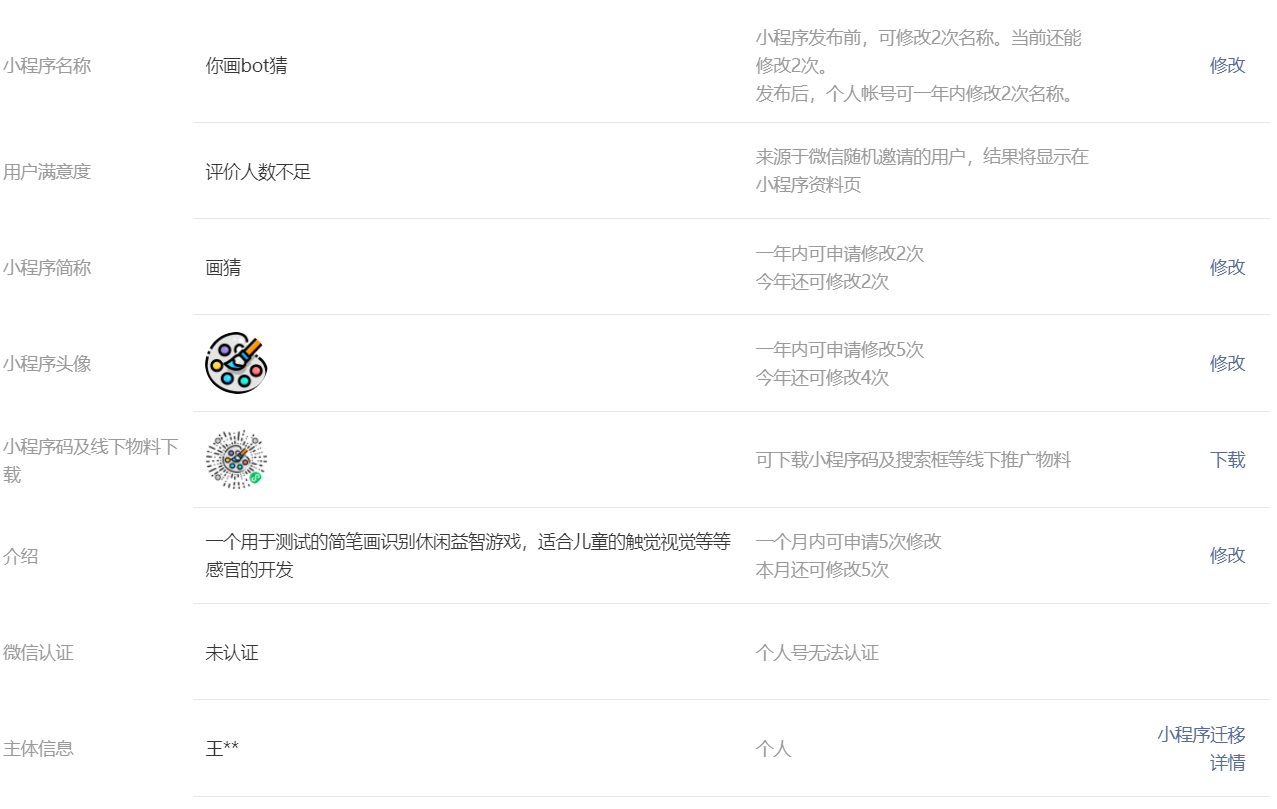 小程序名称
你画bot猜
小程序发布前，可修改2次名称。当前还能
修改2次。
发布后，个人帐号可一年内修改2次名称。
修改
用户满意度
评价人数不足
来源于微信随机邀请的用户，结果将显示在
小程序资料页
小程序简称
画猜
一年内可申请修改2次
今年还可修改2次
修改
小程序头像
一年内可申请修改5次
今年还可修改4次
修改
小程序码及线下物料下
载
可下载小程序码及搜索框等线下推广物料
下载
介绍
一个用于测试的简笔画识别休闲益智游戏，适合儿童的触觉视觉等等
感官的开发
一个月内可申请5次修改
本月还可修改5次
修改
微信认证
未认证
个人号无法认证
主体信息
王**
个人
小程序迁移
详情